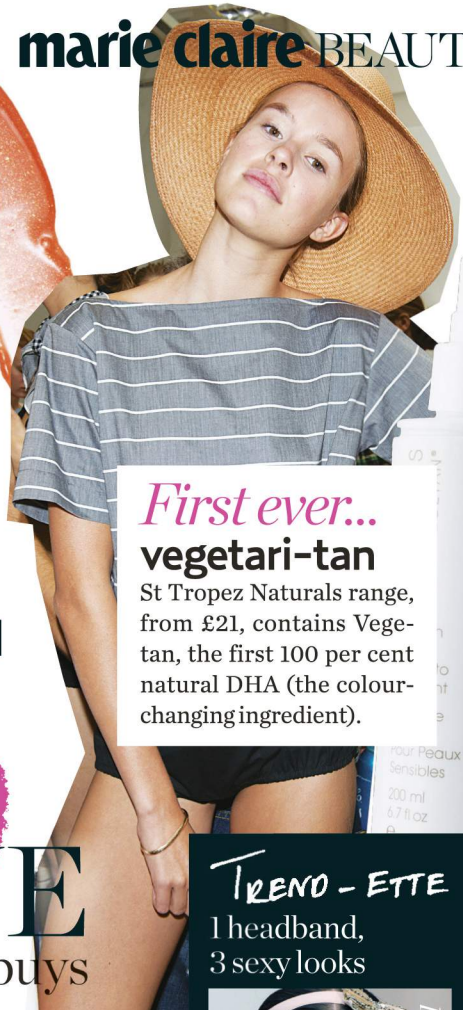 marie claire BEAUT
First ever...
vegetari-tan
St Tropez Naturals range,
from £21, contains Vege-
tan, the first 100 per cent
natural DHA (the colour-
changing ingredient).
Pour Peaux
Sensibles
200 ml
6.7 fl oz
e
E
buys
TREND-ETTE
1 headband,
3 sexy looks